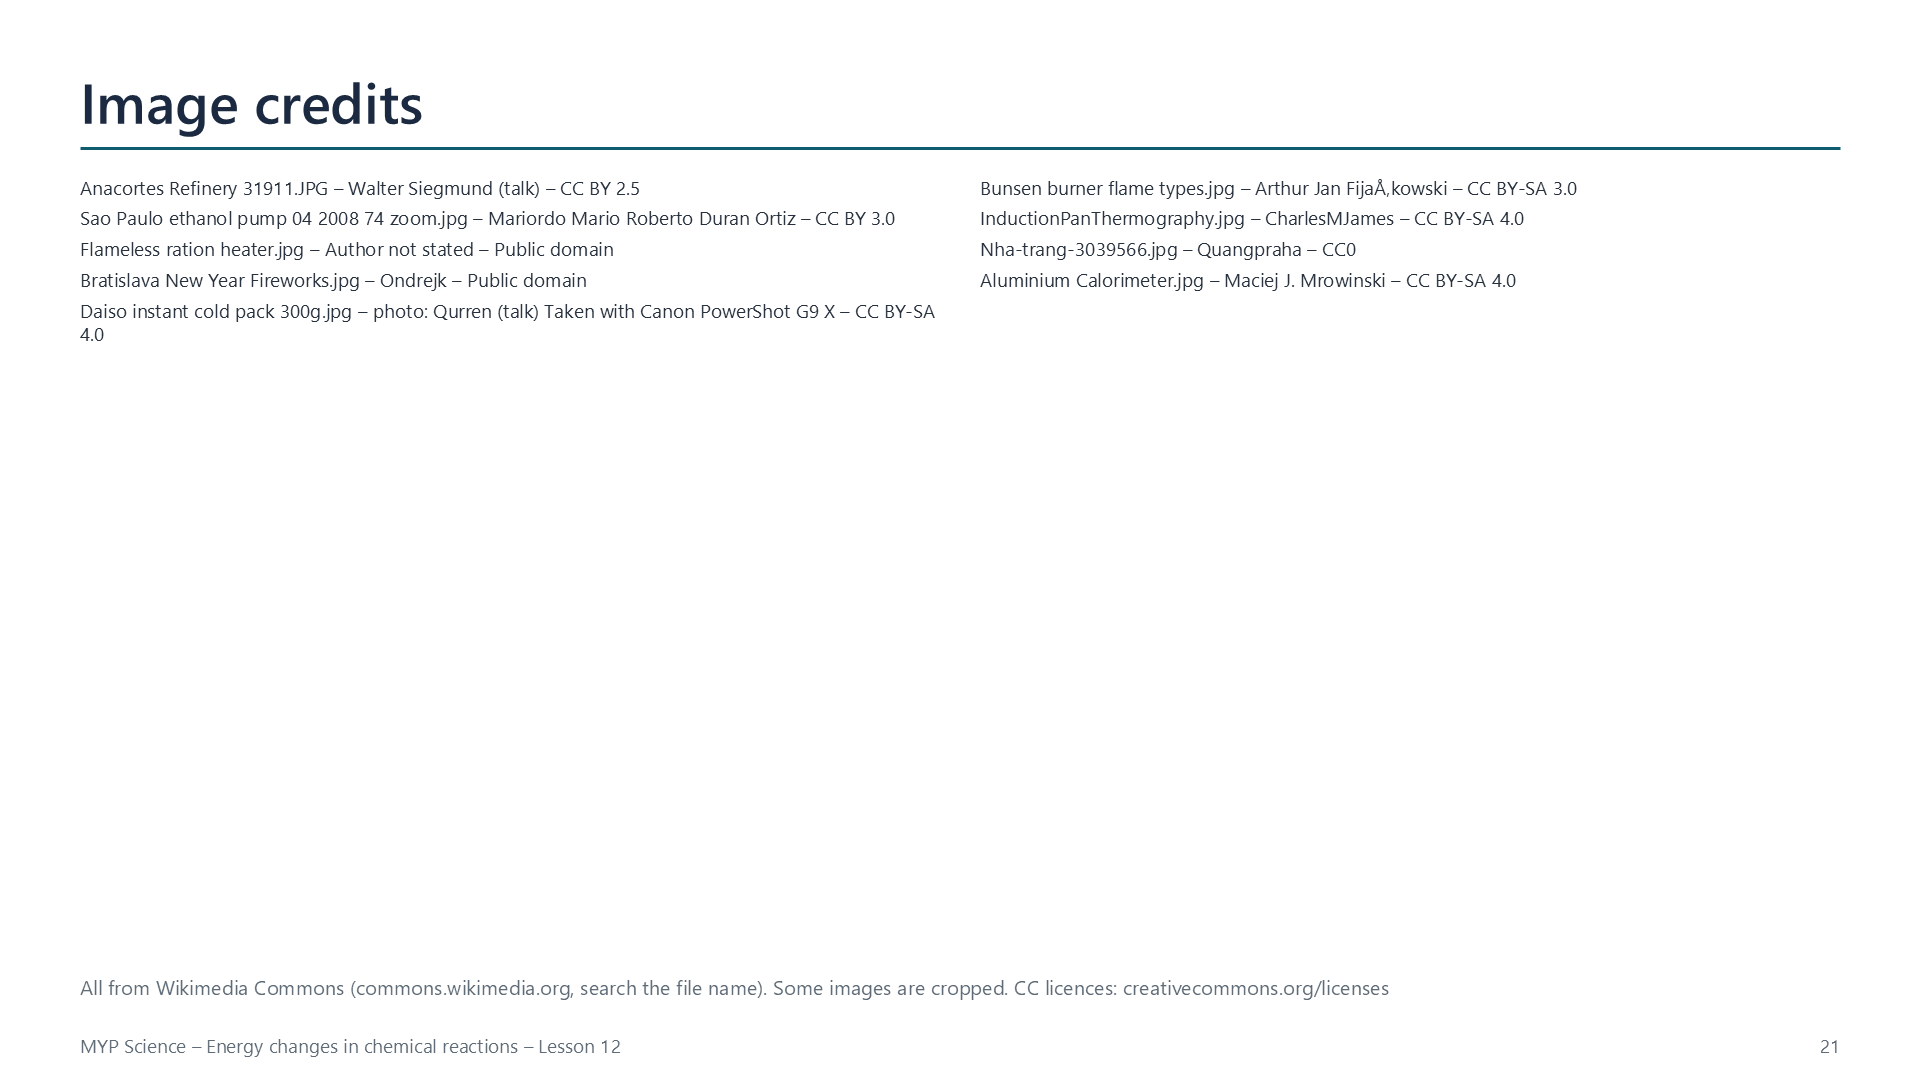 Image credits
Anacortes Refinery 31911.JPG – Walter Siegmund (talk) – CC BY 2.5
Sao Paulo ethanol pump 04 2008 74 zoom.jpg – Mariordo Mario Roberto Duran Ortiz – CC BY 3.0
Flameless ration heater.jpg – Author not stated – Public domain
Bratislava New Year Fireworks.jpg – Ondrejk – Public domain
Daiso instant cold pack 300g.jpg – photo: Qurren (talk) Taken with Canon PowerShot G9 X – CC BY-SA
4.0
Bunsen burner flame types.jpg – Arthur Jan FijaÅ‚kowski – CC BY-SA 3.0
InductionPanThermography.jpg – CharlesMJames – CC BY-SA 4.0
Nha-trang-3039566.jpg – Quangpraha – CC0
Aluminium Calorimeter.jpg – Maciej J. Mrowinski – CC BY-SA 4.0
All from Wikimedia Commons (commons.wikimedia.org, search the file name). Some images are cropped. CC licences: creativecommons.org/licenses
MYP Science – Energy changes in chemical reactions – Lesson 12
21